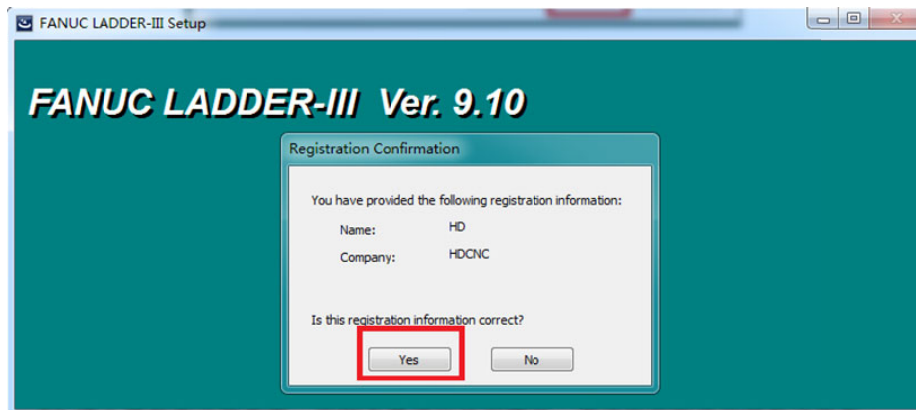 FANUC LADDER-III Setup
FANUC LADDER-III Ver. 9.10
Registration Confirmation
You have provided the following registration information:
Name: HD
Company: HDCNC
Is this registration information correct?
Yes No